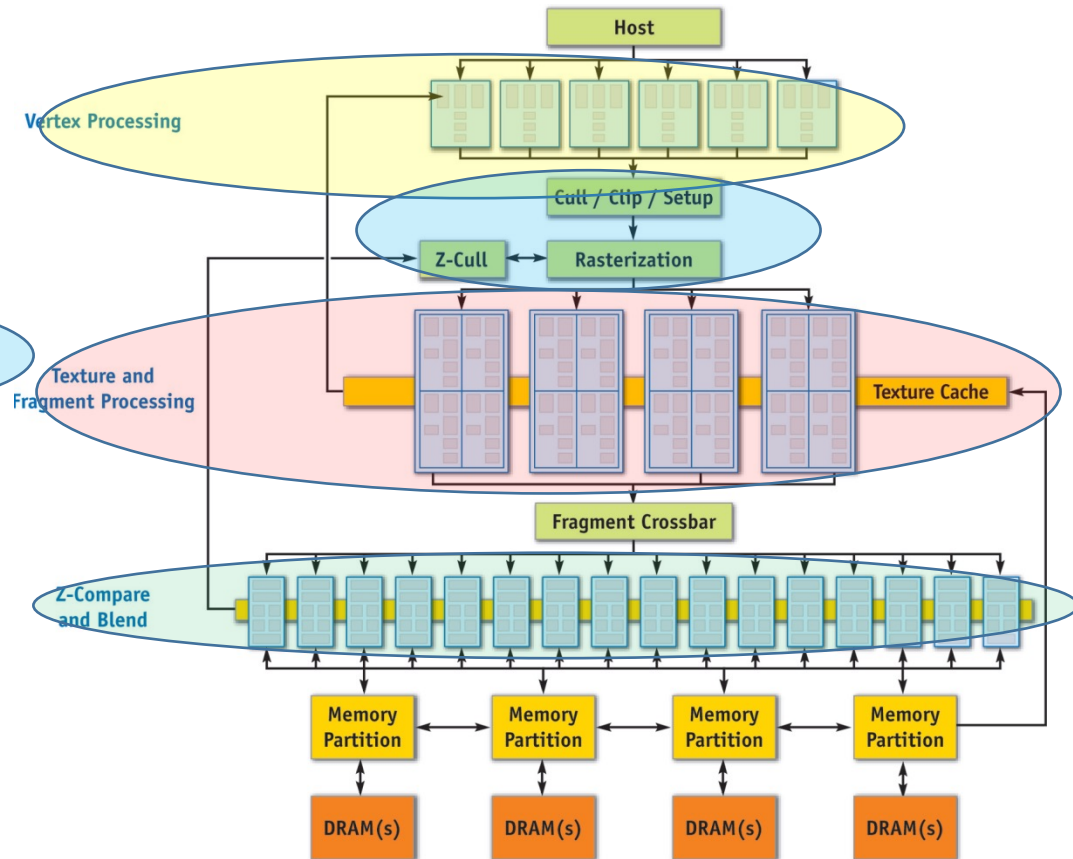 Host
Vertex Processing
Cull / Clip / Setup
Z-Cull
Rasterization
Texture and
Fragment Processing
Texture Cache
Fragment Crossbar
Z-Compare
and Blend
Memory
Partition
Memory
Partition
Memory
Partition
Memory
Partition
DRAM(s)
DRAM(s)
DRAM(s)
DRAM(s)